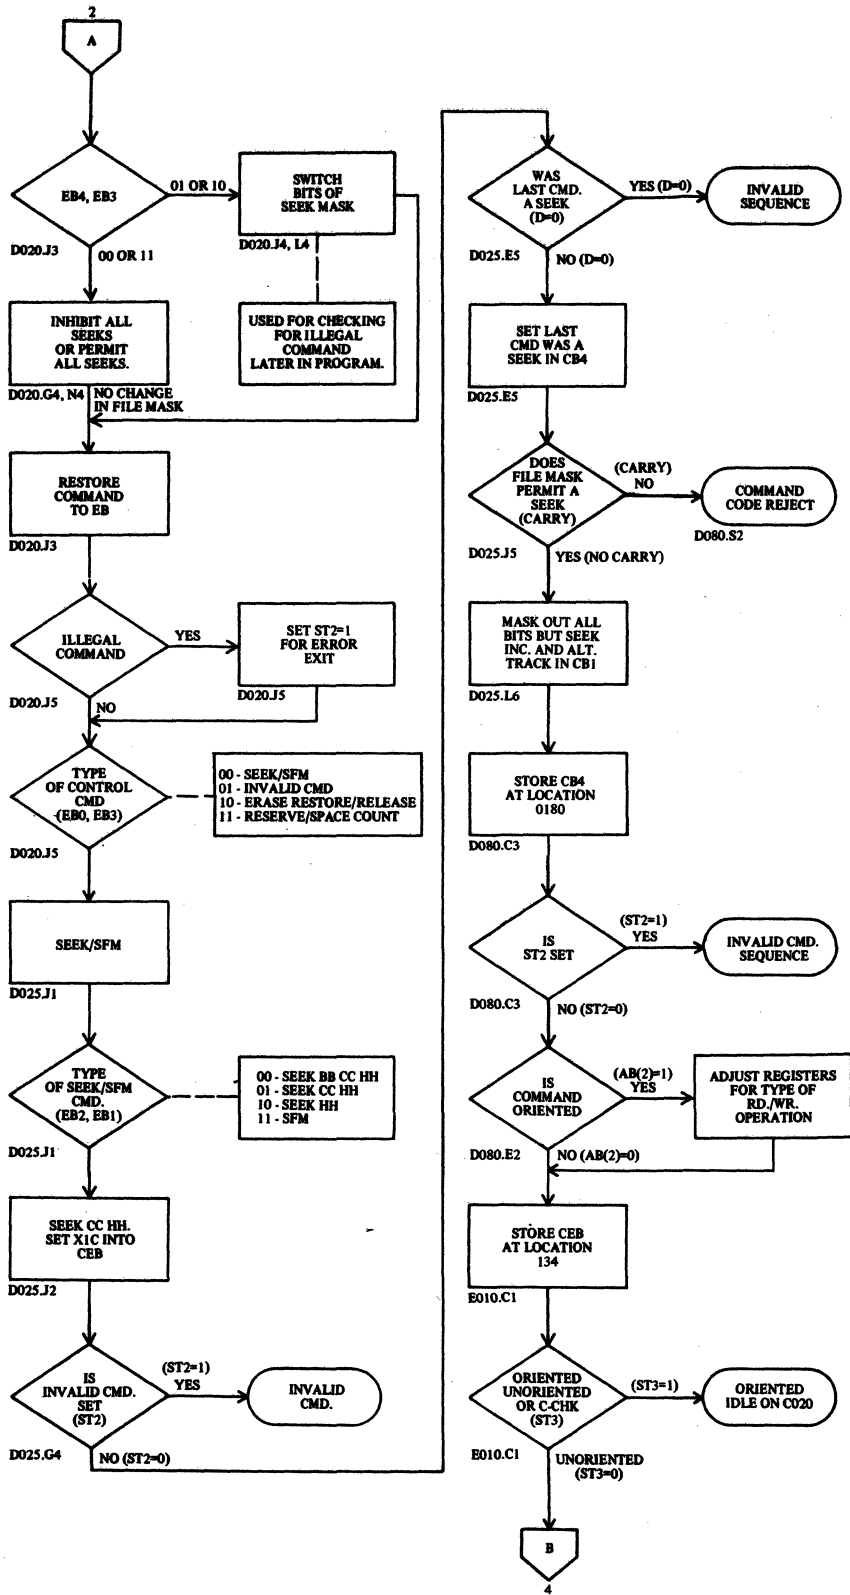 2
A
EB4, EB3
01 OR 10
SWITCH
BITS OF
SEEK MASK
D020.J3
00 OR 11
D020.J4, L4
INHIBIT ALL
SEEKS
OR PERMIT
ALL SEEKS.
USED FOR CHECKING
FOR ILLEGAL
COMMAND
LATER IN PROGRAM.
D020.G4, N4
NO CHANGE
IN FILE MASK
RESTORE
COMMAND
TO EB
D020.J3
ILLEGAL
COMMAND
YES
SET ST2=1
FOR ERROR
EXIT
D020.J5
NO
D020.J5
TYPE
OF CONTROL
CMD
(EB0, EB3)
00 - SEEK/SFM
01 - INVALID CMD
10 - ERASE RESTORE/RELEASE
11 - RESERVE/SPACE COUNT
D020.J5
SEEK/SFM
D025.J1
TYPE
OF SEEK/SFM
CMD.
(EB2, EB1)
00 - SEEK BB CC HH
01 - SEEK CC HH
10 - SEEK HH
11 - SFM
D025.J1
SEEK CC HH.
SET X1C INTO
CEB
D025.J2
IS
INVALID CMD.
SET
(ST2)
(ST2=1)
YES
INVALID
CMD.
D025.G4
NO (ST2=0)
WAS
LAST CMD.
A SEEK
(D=0)
YES (D=0)
INVALID
SEQUENCE
D025.E5
NO (D=0)
SET LAST
CMD WAS A
SEEK IN CB4
D025.E5
DOES
FILE MASK
PERMIT A
SEEK
(CARRY)
(CARRY)
NO
COMMAND
CODE REJECT
D080.S2
D025.J5
YES (NO CARRY)
MASK OUT ALL
BITS BUT SEEK
INC. AND ALT.
TRACK IN CB1
D025.L6
STORE CB4
AT LOCATION
0180
D080.C3
IS
ST2 SET
(ST2=1)
YES
INVALID CMD.
SEQUENCE
D080.C3
NO (ST2=0)
IS
COMMAND
ORIENTED
(AB(2)=1)
YES
ADJUST REGISTERS
FOR TYPE OF
RD./WR.
OPERATION
D080.E2
NO (AB(2)=0)
STORE CEB
AT LOCATION
134
E010.C1
ORIENTED
UNORIENTED
OR C-CHK
(ST3)
(ST3=1)
ORIENTED
IDLE ON C020
E010.C1
UNORIENTED
(ST3=0)
B
4